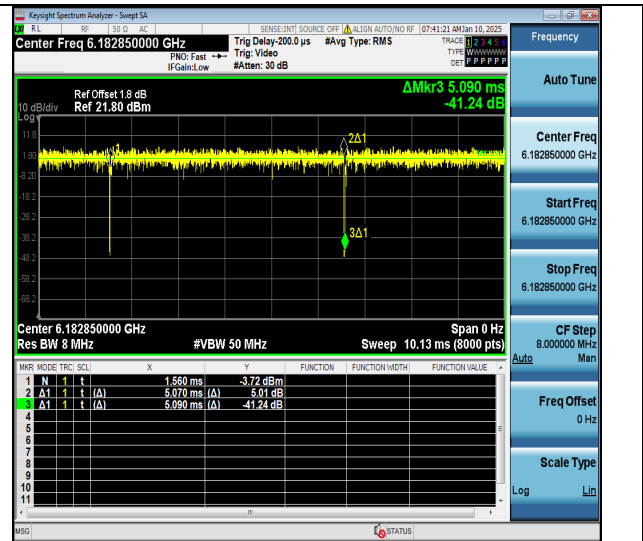 Keysight Spectrum Analyzer - Swept SA
RL RF 50 Ω AC SENSE:INT SOURCE OFF ALIGN AUTO/NO RF 07:41:21 AM Jan 10, 2025
Center Freq 6.182850000 GHz
PNO: Fast
IFGain:Low
Trig Delay-200.0 µs
Trig: Video
#Atten: 30 dB
#Avg Type: RMS
TRACE 1 2 3 4 5 6
TYPE WWWWWW
DET P P P P P P
ΔMkr3 5.090 ms
-41.24 dB
Ref Offset 1.8 dB
10 dB/div Ref 21.80 dBm
Log
11.8
1.80
-8.20
-18.2
-28.2
-38.2
-48.2
-58.2
-68.2
1
2Δ1
3Δ1
Center 6.182850000 GHz Span 0 Hz
Res BW 8 MHz #VBW 50 MHz Sweep 10.13 ms (8000 pts)
MKR MODE TRC SCL X Y FUNCTION FUNCTION WIDTH FUNCTION VALUE
1 N 1 t 1.560 ms -3.72 dBm
2 Δ1 1 t (Δ) 5.070 ms (Δ) 5.01 dB
3 Δ1 1 t (Δ) 5.090 ms (Δ) -41.24 dB
4
5
6
7
8
9
10
11
MSG STATUS
Frequency
Auto Tune
Center Freq
6.182850000 GHz
Start Freq
6.182850000 GHz
Stop Freq
6.182850000 GHz
CF Step
8.000000 MHz
Auto Man
Freq Offset
0 Hz
Scale Type
Log Lin